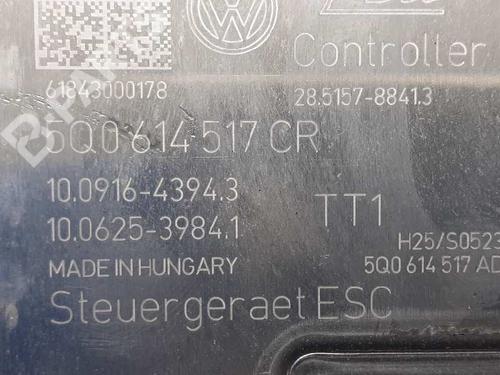 Controller
61843000178
28.5157-8841.3
5Q0 614 517 CR
10.0916-4394.3
TT1
10.0625-3984.1
H25/S0523
MADE IN HUNGARY
5Q0 614 517 AD
Steuergeraet ESC